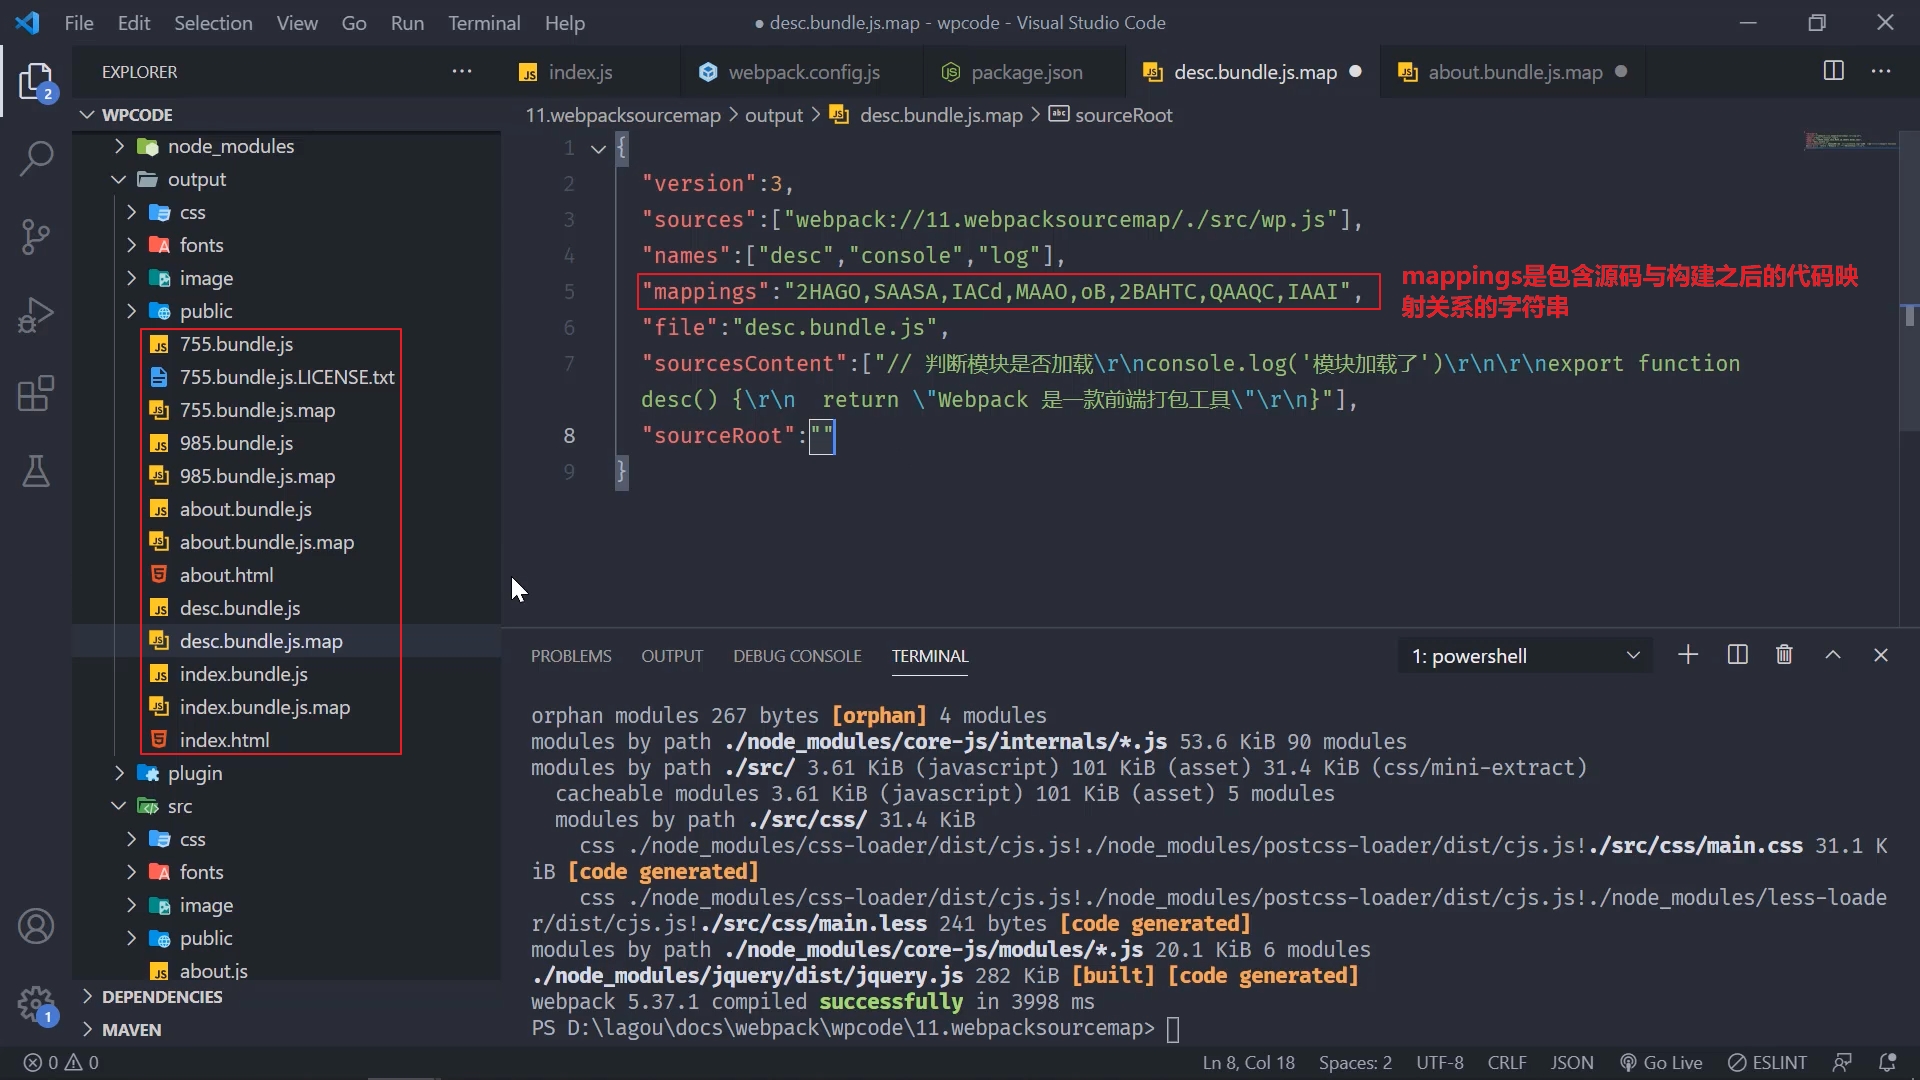 File Edit Selection View Go Run Terminal Help
● desc.bundle.js.map - wpcode - Visual Studio Code
EXPLORER
index.js
webpack.config.js
package.json
desc.bundle.js.map
about.bundle.js.map
2
WPCODE
node_modules
output
css
fonts
image
public
755.bundle.js
755.bundle.js.LICENSE.txt
755.bundle.js.map
985.bundle.js
985.bundle.js.map
about.bundle.js
about.bundle.js.map
about.html
desc.bundle.js
desc.bundle.js.map
index.bundle.js
index.bundle.js.map
index.html
plugin
src
css
fonts
image
public
about.js
DEPENDENCIES
MAVEN
1
11.webpacksourcemap > output > desc.bundle.js.map > sourceRoot
1 {
2 "version":3,
3 "sources":["webpack://11.webpacksourcemap/./src/wp.js"],
4 "names":["desc","console","log"],
5 "mappings":"2HAGO,SAASA,IACd,MAAO,oB,2BAHTC,QAAQC,IAAI",
mappings是包含源码与构建之后的代码映
射关系的字符串
6 "file":"desc.bundle.js",
7 "sourcesContent":["// 判断模块是否加载\r\nconsole.log('模块加载了')\r\n\r\nexport function
desc() {\r\n  return \"Webpack 是一款前端打包工具\"\r\n}"],
8 "sourceRoot":""
9 }
PROBLEMS OUTPUT DEBUG CONSOLE TERMINAL
1: powershell
orphan modules 267 bytes [orphan] 4 modules
modules by path ./node_modules/core-js/internals/*.js 53.6 KiB 90 modules
modules by path ./src/ 3.61 KiB (javascript) 101 KiB (asset) 31.4 KiB (css/mini-extract)
cacheable modules 3.61 KiB (javascript) 101 KiB (asset) 5 modules
modules by path ./src/css/ 31.4 KiB
css ./node_modules/css-loader/dist/cjs.js!./node_modules/postcss-loader/dist/cjs.js!./src/css/main.css 31.1 K
iB [code generated]
css ./node_modules/css-loader/dist/cjs.js!./node_modules/postcss-loader/dist/cjs.js!./node_modules/less-loade
r/dist/cjs.js!./src/css/main.less 241 bytes [code generated]
modules by path ./node_modules/core-js/modules/*.js 20.1 KiB 6 modules
./node_modules/jquery/dist/jquery.js 282 KiB [built] [code generated]
webpack 5.37.1 compiled successfully in 3998 ms
PS D:\lagou\docs\webpack\wpcode\11.webpacksourcemap>
0 0
Ln 8, Col 18 Spaces: 2 UTF-8 CRLF JSON Go Live ESLINT